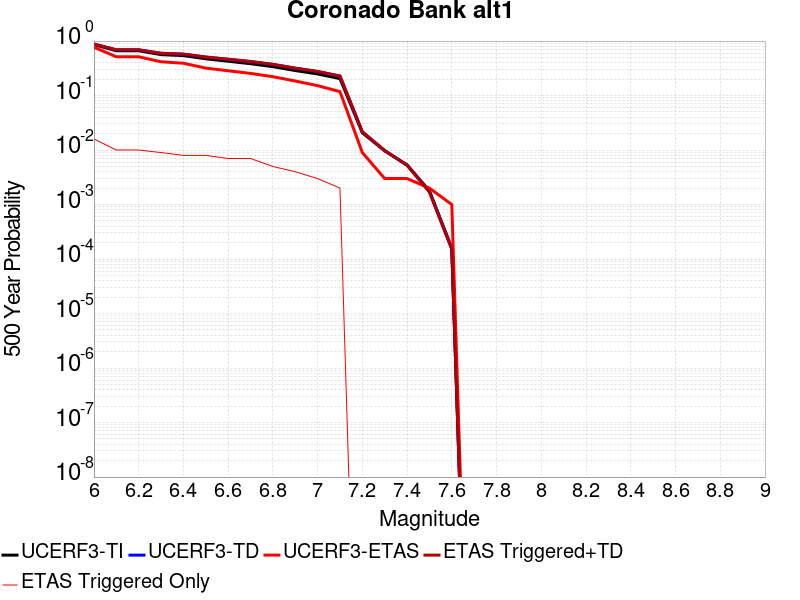 Coronado Bank alt1
10^0
10^-1
10^-2
10^-3
10^-4
10^-5
10^-6
10^-7
10^-8
500 Year Probability
6 6.2 6.4 6.6 6.8 7 7.2 7.4 7.6 7.8 8 8.2 8.4 8.6 8.8 9
Magnitude
UCERF3-TI UCERF3-TD UCERF3-ETAS ETAS Triggered+TD
ETAS Triggered Only